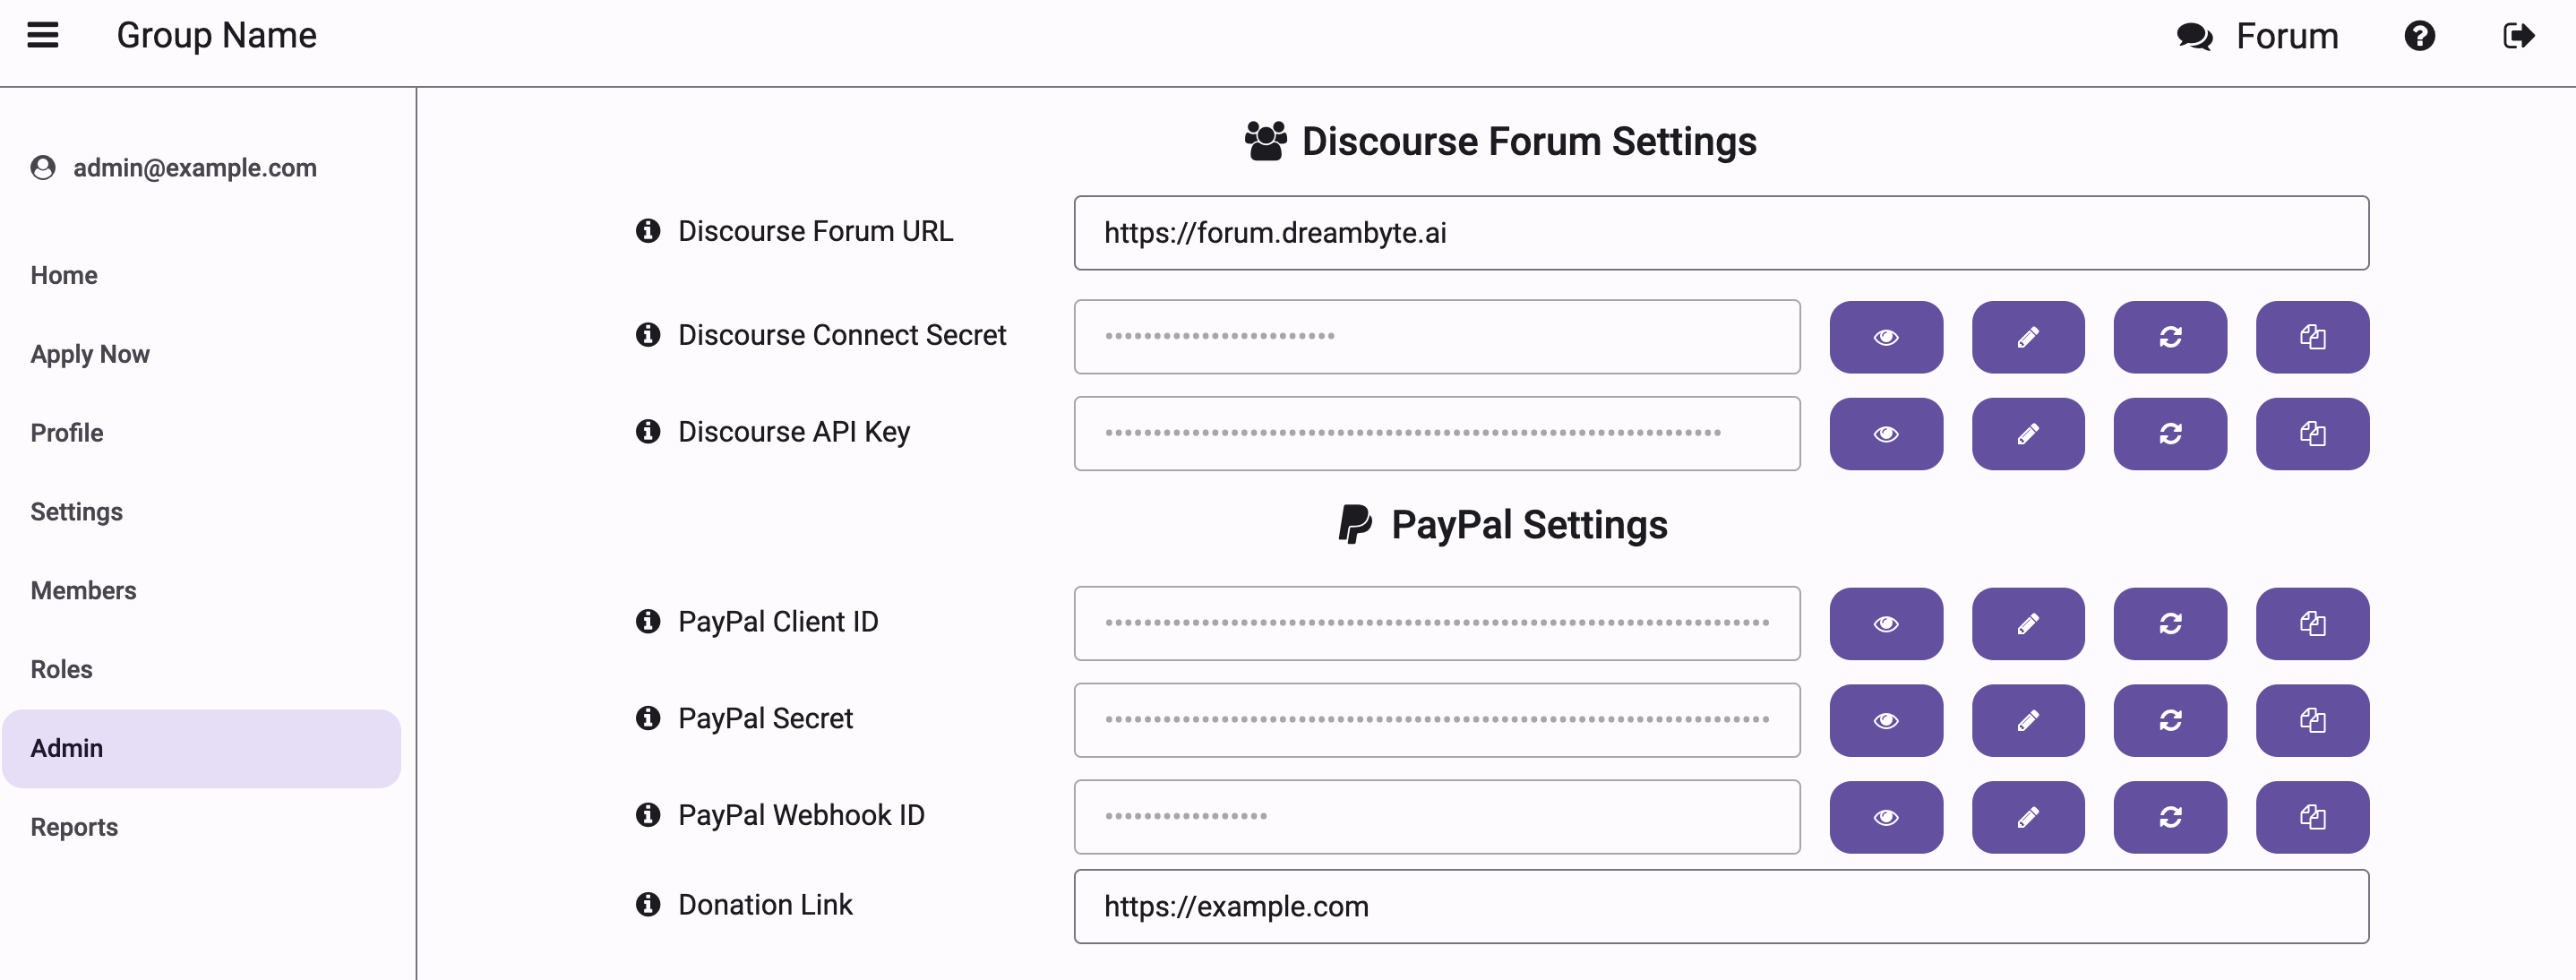 Group Name
Forum
admin@example.com
Home
Apply Now
Profile
Settings
Members
Roles
Admin
Reports
Discourse Forum Settings
Discourse Forum URL
https://forum.dreambyte.ai
Discourse Connect Secret
Discourse API Key
PayPal Settings
PayPal Client ID
PayPal Secret
PayPal Webhook ID
Donation Link
https://example.com